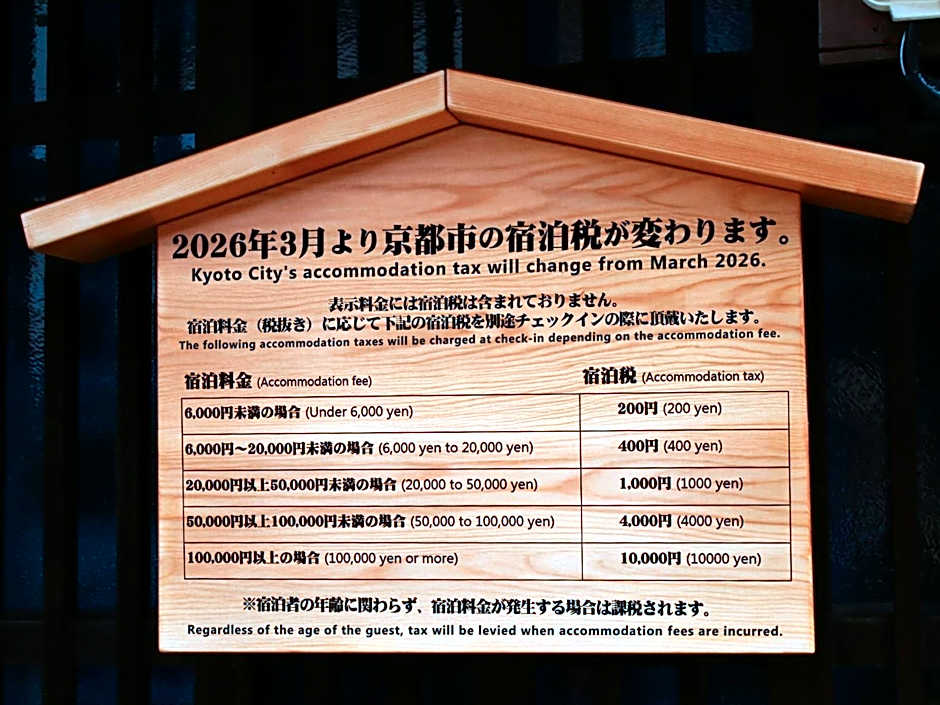 2026年3月より京都市の宿泊税が変わります。
Kyoto City's accommodation tax will change from March 2026.
表示料金には宿泊税は含まれておりません。
宿泊料金（税抜き）に応じて下記の宿泊税を別途チェックインの際に頂戴いたします。
The following accommodation taxes will be charged at check-in depending on the accommodation fee.
宿泊料金 (Accommodation fee) 宿泊税 (Accommodation tax)
6,000円未満の場合 (Under 6,000 yen) 200円 (200 yen)
6,000円～20,000円未満の場合 (6,000 yen to 20,000 yen) 400円 (400 yen)
20,000円以上50,000円未満の場合 (20,000 to 50,000 yen) 1,000円 (1000 yen)
50,000円以上100,000円未満の場合 (50,000 to 100,000 yen) 4,000円 (4000 yen)
100,000円以上の場合 (100,000 yen or more) 10,000円 (10000 yen)
※宿泊者の年齢に関わらず、宿泊料金が発生する場合は課税されます。
Regardless of the age of the guest, tax will be levied when accommodation fees are incurred.